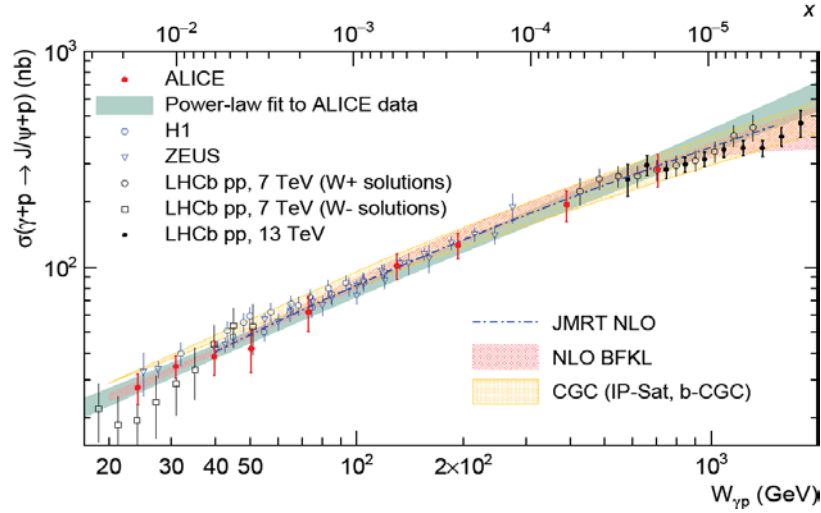 10⁻² 10⁻³ 10⁻⁴ 10⁻⁵ x
σ(γ+p → J/ψ+p) (nb)
10³
10²
ALICE
Power-law fit to ALICE data
H1
ZEUS
LHCb pp, 7 TeV (W+ solutions)
LHCb pp, 7 TeV (W- solutions)
LHCb pp, 13 TeV
JMRT NLO
NLO BFKL
CGC (IP-Sat, b-CGC)
20 30 40 50 10² 2×10² 10³
W_γp (GeV)